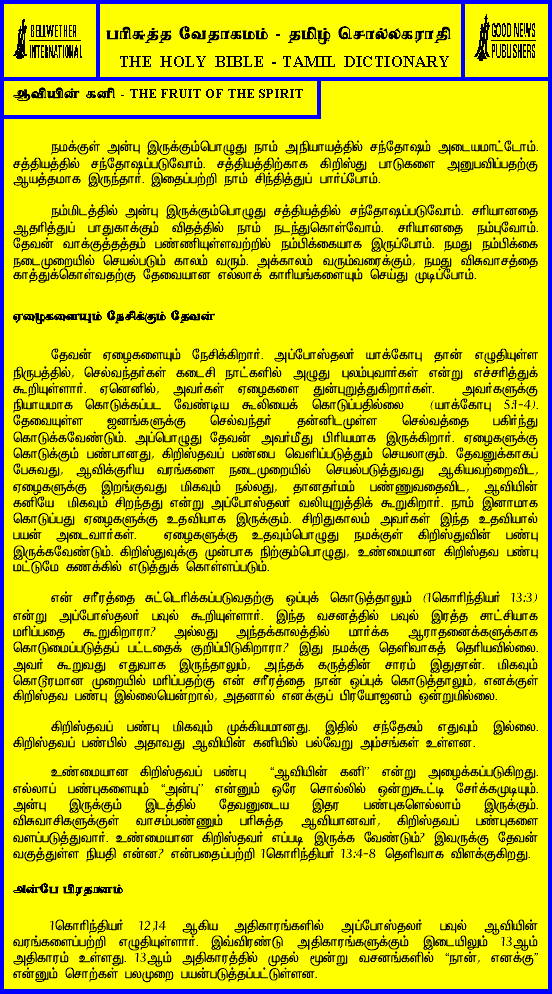 BELLWETHER
INTERNATIONAL
பரிசுத்த வேதாகமம் - தமிழ் சொல்லகராதி
THE HOLY BIBLE - TAMIL DICTIONARY
GOOD NEWS
PUBLISHERS
ஆவியின் கனி - THE FRUIT OF THE SPIRIT
நமக்குள் அன்பு இருக்கும்பொழுது நாம் அநியாயத்தில் சந்தோஷம் அடையமாட்டோம்.
சத்தியத்தில் சந்தோஷப்படுவோம். சத்தியத்திற்காக கிறிஸ்து பாடுகளை அனுபவிப்பதற்கு
ஆயத்தமாக இருந்தார். இதைப்பற்றி நாம் சிந்தித்துப் பார்ப்போம்.
நம்மிடத்தில் அன்பு இருக்கும்பொழுது சத்தியத்தில் சந்தோஷப்படுவோம். சரியானதை
ஆதரித்துப் பாதுகாக்கும் விதத்தில் நாம் நடந்துகொள்வோம். சரியானதை நம்புவோம்.
தேவன் வாக்குத்தத்தம் பண்ணியுள்ளவற்றில் நம்பிக்கையாக இருப்போம். நமது நம்பிக்கை
நடைமுறையில் செயல்படும் காலம் வரும். அக்காலம் வரும்வரைக்கும், நமது விசுவாசத்தை
காத்துக்கொள்வதற்கு தேவையான எல்லாக் காரியங்களையும் செய்து முடிப்போம்.
ஏழைகளையும் நேசிக்கும் தேவன்
தேவன் ஏழைகளையும் நேசிக்கிறார். அப்போஸ்தலர் யாக்கோபு தான் எழுதியுள்ள
நிருபத்தில், செல்வந்தர்கள் கடைசி நாட்களில் அழுது புலம்புவார்கள் என்று எச்சரித்துக்
கூறியுள்ளார். ஏனெனில், அவர்கள் ஏழைகளை துன்புறுத்துகிறார்கள். அவர்களுக்கு
நியாயமாக கொடுக்கப்பட வேண்டிய கூலியைக் கொடுப்பதில்லை (யாக்கோபு 5:1-4).
தேவையுள்ள ஜனங்களுக்கு செல்வந்தர் தன்னிடமுள்ள செல்வத்தை பகிர்ந்து
கொடுக்கவேண்டும். அப்பொழுது தேவன் அவர்மீது பிரியமாக இருக்கிறார். ஏழைகளுக்கு
கொடுக்கும் பண்பானது, கிறிஸ்தவப் பண்பை வெளிப்படுத்தும் செயலாகும். தேவனுக்காகப்
பேசுவது, ஆவிக்குரிய வரங்களை நடைமுறையில் செயல்படுத்துவது ஆகியவற்றைவிட,
ஏழைகளுக்கு இறங்குவது மிகவும் நல்லது, தானதர்மம் பண்ணுவதைவிட, ஆவியின்
கனியே மிகவும் சிறந்தது என்று அப்போஸ்தலர் வலியுறுத்திக் கூறுகிறார். நாம் இனாமாக
கொடுப்பது ஏழைகளுக்கு உதவியாக இருக்கும். சிறிதுகாலம் அவர்கள் இந்த உதவியால்
பயன் அடைவார்கள். ஏழைகளுக்கு உதவும்பொழுது நமக்குள் கிறிஸ்துவின் பண்பு
இருக்கவேண்டும். கிறிஸ்துவுக்கு முன்பாக நிற்கும்பொழுது, உண்மையான கிறிஸ்தவ பண்பு
மட்டுமே கணக்கில் எடுத்துக் கொள்ளப்படும்.
என் சரீரத்தை சுட்டெரிக்கப்படுவதற்கு ஒப்புக் கொடுத்தாலும் (1கொரிந்தியர் 13:3)
என்று அப்போஸ்தலர் பவுல் கூறியுள்ளார். இந்த வசனத்தில் பவுல் இரத்த சாட்சியாக
மரிப்பதை கூறுகிறாரா? அல்லது அந்தக்காலத்தில் மார்க்க ஆராதனைக்களுக்காக
கொடுமைப்படுத்தப் பட்டதைக் குறிப்பிடுகிறாரா? இது நமக்கு தெளிவாகத் தெரியவில்லை.
அவர் கூறுவது எதுவாக இருந்தாலும், அந்தக் கருத்தின் சாரம் இதுதான். மிகவும்
கொடூரமான முறையில் மரிப்பதற்கு என் சரீரத்தை நான் ஒப்புக் கொடுத்தாலும், எனக்குள்
கிறிஸ்தவ பண்பு இல்லையென்றால், அதனால் எனக்குப் பிரயோஜனம் ஒன்றுமில்லை.
கிறிஸ்தவப் பண்பு மிகவும் முக்கியமானது. இதில் சந்தேகம் எதுவும் இல்லை.
கிறிஸ்தவப் பண்பில் அதாவது ஆவியின் கனியில் பல்வேறு அம்சங்கள் உள்ளன.
உண்மையான கிறிஸ்தவப் பண்பு “ஆவியின் கனி” என்று அழைக்கப்படுகிறது.
எல்லாப் பண்புகளையும் “அன்பு” என்னும் ஒரே சொல்லில் ஒன்றுகூட்டி சேர்க்கமுடியும்.
அன்பு இருக்கும் இடத்தில் தேவனுடைய இதர பண்புகளெல்லாம் இருக்கும்.
விசுவாசிகளுக்குள் வாசம்பண்ணும் பரிசுத்த ஆவியானவர், கிறிஸ்தவப் பண்புகளை
வளப்படுத்துவார். உண்மையான கிறிஸ்தவர் எப்படி இருக்க வேண்டும்? இவருக்கு தேவன்
வகுத்துள்ள நியதி என்ன? என்பதைப்பற்றி 1கொரிந்தியர் 13:4-8 தெளிவாக விளக்குகிறது.
அன்பே பிரதானம்
1கொரிந்தியர் 12,14 ஆகிய அதிகாரங்களில் அப்போஸ்தலர் பவுல் ஆவியின்
வரங்களைப்பற்றி எழுதியுள்ளார். இவ்விரண்டு அதிகாரங்களுக்கும் இடையிலும் 13ஆம்
அதிகாரம் உள்ளது. 13ஆம் அதிகாரத்தில் முதல் மூன்று வசனங்களில் “நான், எனக்கு”
என்னும் சொற்கள் பலமுறை பயன்படுத்தப்பட்டுள்ளன.